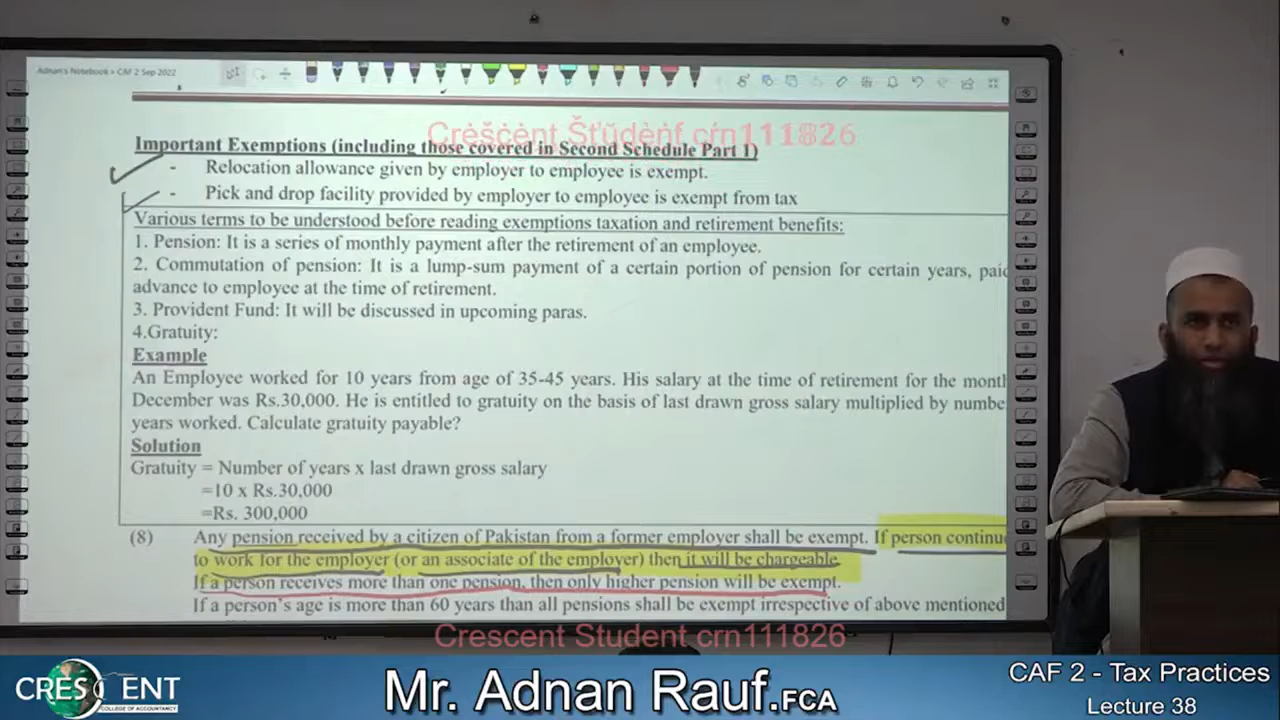 Adnan's Notebook > CAF 2 Sep 2022
Crėšċėnt Šťŭdėņf cŕn111826
Important Exemptions (including those covered in Second Schedule Part 1)
- Relocation allowance given by employer to employee is exempt.
- Pick and drop facility provided by employer to employee is exempt from tax
Various terms to be understood before reading exemptions taxation and retirement benefits:
1. Pension: It is a series of monthly payment after the retirement of an employee.
2. Commutation of pension: It is a lump-sum payment of a certain portion of pension for certain years, paid
advance to employee at the time of retirement.
3. Provident Fund: It will be discussed in upcoming paras.
4.Gratuity:
Example
An Employee worked for 10 years from age of 35-45 years. His salary at the time of retirement for the month
December was Rs.30,000. He is entitled to gratuity on the basis of last drawn gross salary multiplied by numbe
years worked. Calculate gratuity payable?
Solution
Gratuity = Number of years x last drawn gross salary
=10 x Rs.30,000
=Rs. 300,000
(8) Any pension received by a citizen of Pakistan from a former employer shall be exempt. If person continue
to work for the employer (or an associate of the employer) then it will be chargeable
If a person receives more than one pension, then only higher pension will be exempt.
If a person's age is more than 60 years than all pensions shall be exempt irrespective of above mentioned
Crescent Student crn111826
CRESCENT
COLLEGE OF ACCOUNTANCY
Mr. Adnan Rauf.FCA
CAF 2 - Tax Practices
Lecture 38